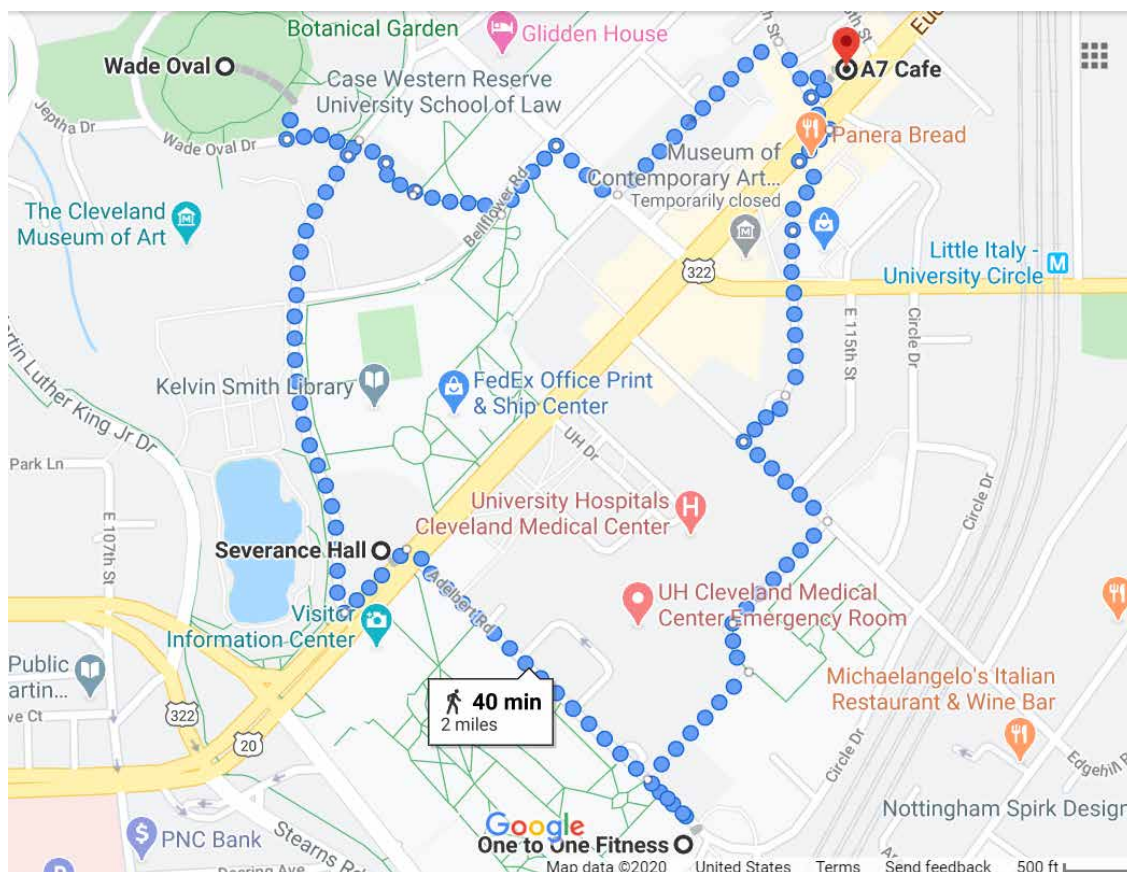 Botanical Garden
Glidden House
Wade Oval
A7 Cafe
Case Western Reserve
University School of Law
Jeptha Dr
Wade Oval Dr
Panera Bread
Museum of
Contemporary Art...
Temporarily closed
Bellflower Rd
The Cleveland
Museum of Art
Little Italy -
University Circle
M
322
E 115th St
Circle Dr
Kelvin Smith Library
FedEx Office Print
& Ship Center
artin Luther King Jr Dr
UH Dr
Park Ln
E 107th St
University Hospitals
Cleveland Medical Center
H
Circle Dr
Severance Hall
Adelbert Rd
UH Cleveland Medical
Center Emergency Room
Visitor
Information Center
Public
artin...
Michaelangelo's Italian
Restaurant & Wine Bar
40 min
2 miles
322
20
Circle Dr
Edgehill R
Nottingham Spirk Design
PNC Bank
Stearns R
Google
One to One Fitness
Map data ©2020 United States Terms Send feedback 500 ft